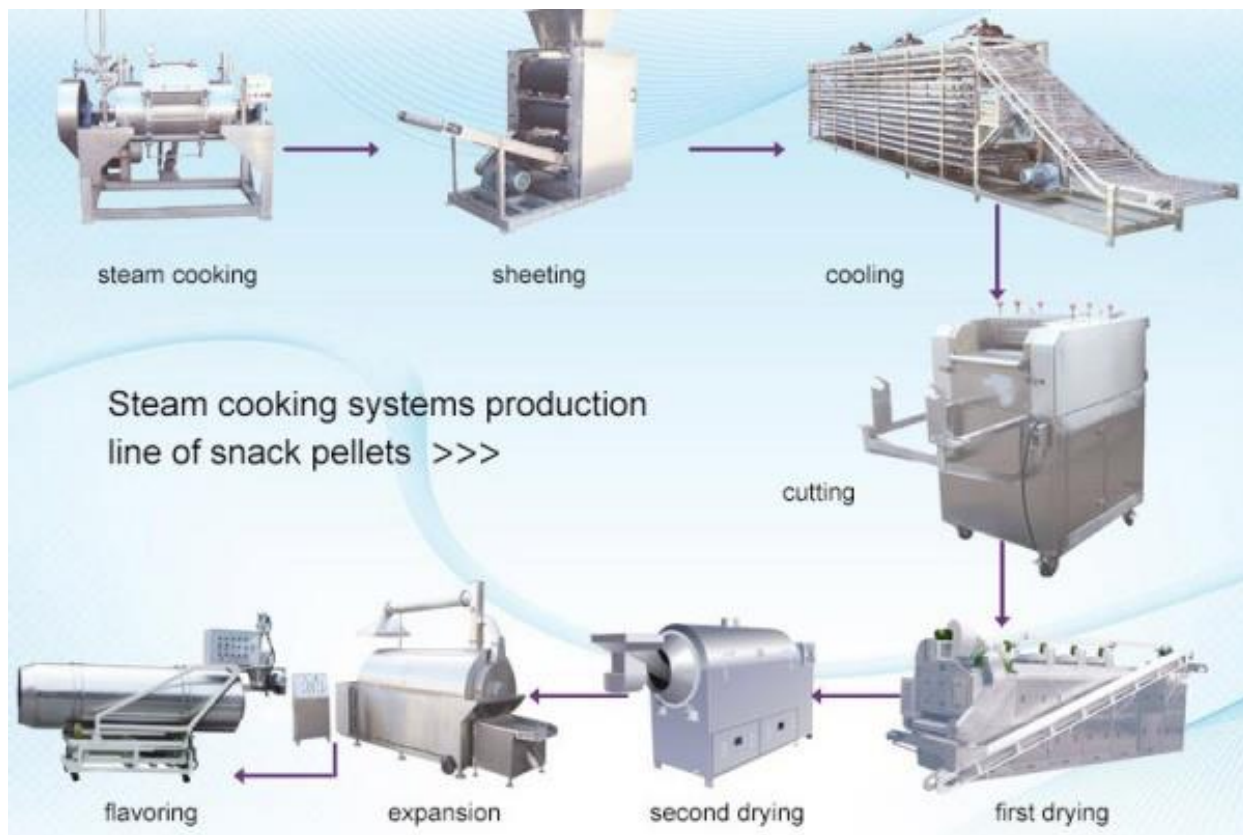 steam cooking
sheeting
cooling
Steam cooking systems production
line of snack pellets >>>
cutting
flavoring
expansion
second drying
first drying